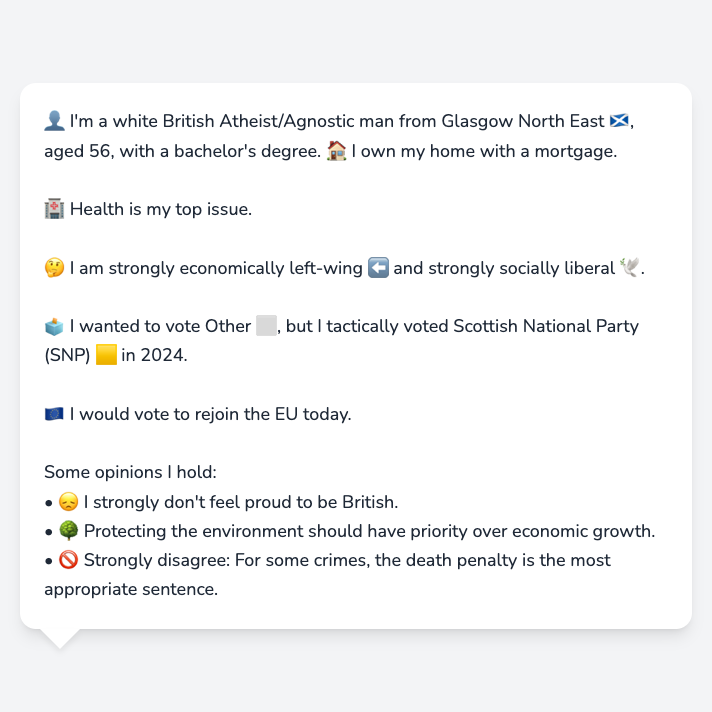 👤 I'm a white British Atheist/Agnostic man from Glasgow North East 🏴󠁧󠁢󠁳󠁣󠁴󠁿,
aged 56, with a bachelor's degree. 🏠 I own my home with a mortgage.
🏥 Health is my top issue.
🤔 I am strongly economically left-wing ⬅️ and strongly socially liberal 🕊️.
🗳️ I wanted to vote Other ⬜, but I tactically voted Scottish National Party
(SNP) 🟨 in 2024.
🇪🇺 I would vote to rejoin the EU today.
Some opinions I hold:
• 😞 I strongly don't feel proud to be British.
• 🌳 Protecting the environment should have priority over economic growth.
• 🚫 Strongly disagree: For some crimes, the death penalty is the most
appropriate sentence.